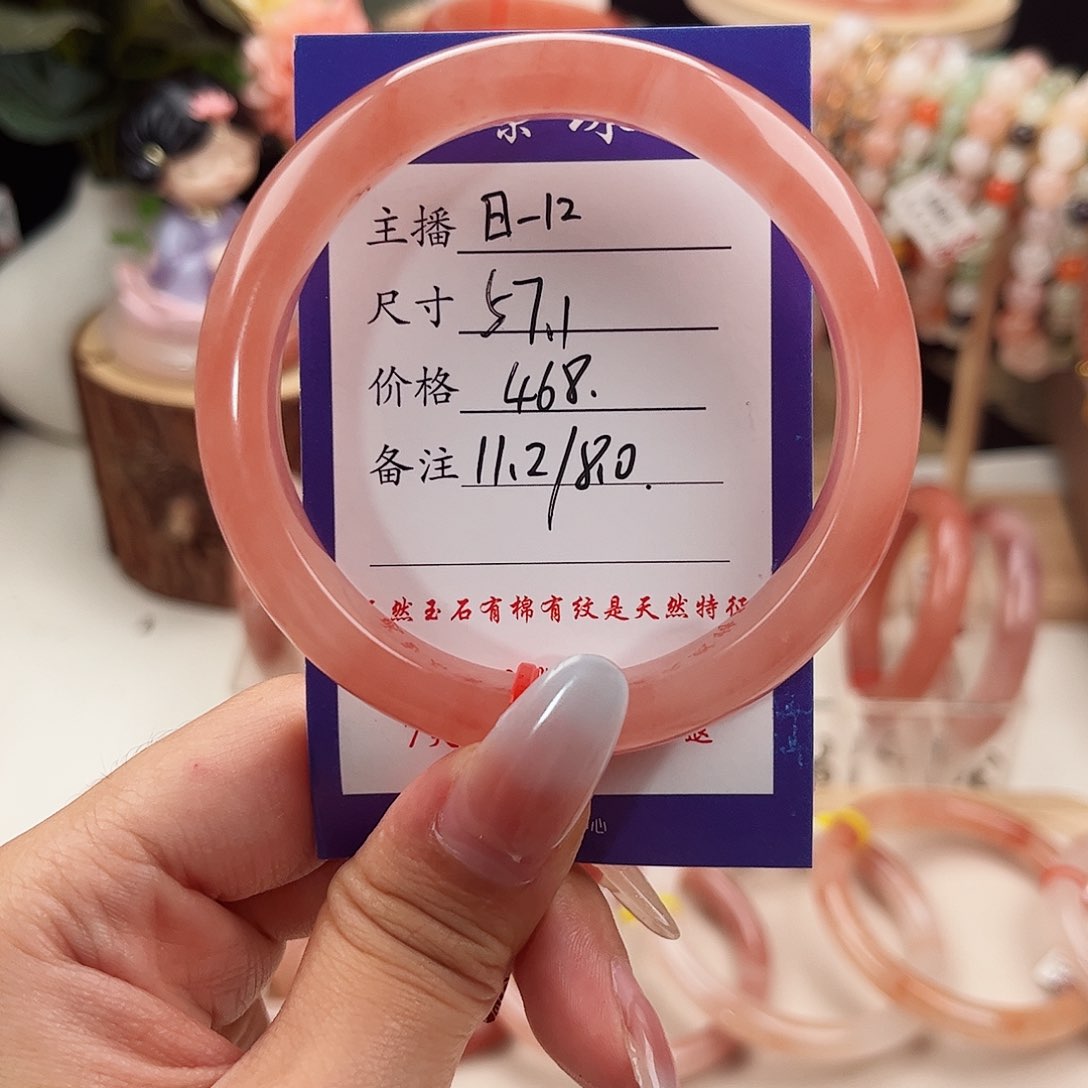 主播 日-12
尺寸 57.1
价格 468.
备注 11.2/8.0.
然玉石有棉有纹是天然特征
心